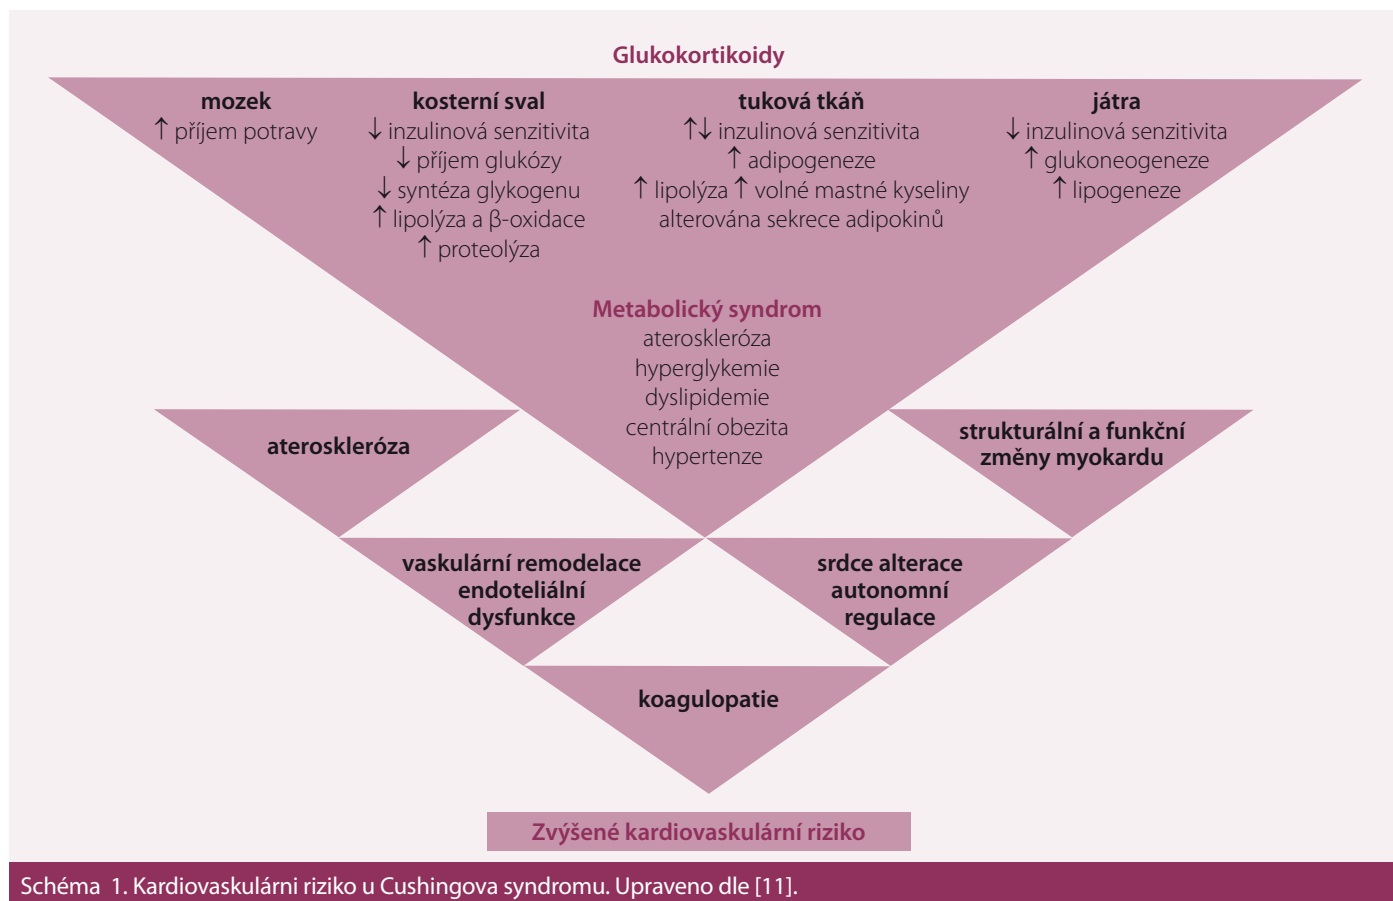 Glukokortikoidy
mozek
↑ příjem potravy
kosterní sval
↓ inzulinová senzitivita
↓ příjem glukózy
↓ syntéza glykogenu
↑ lipolýza a β-oxidace
↑ proteolýza
tuková tkáň
↑↓ inzulinová senzitivita
↑ adipogeneze
↑ lipolýza ↑ volné mastné kyseliny
alterována sekrece adipokinů
játra
↓ inzulinová senzitivita
↑ glukoneogeneze
↑ lipogeneze
Metabolický syndrom
ateroskleróza
hyperglykemie
dyslipidemie
centrální obezita
hypertenze
ateroskleróza
strukturální a funkční
změny myokardu
vaskulární remodelace
endoteliální
dysfunkce
srdce alterace
autonomní
regulace
koagulopatie
Zvýšené kardiovaskulární riziko
Schéma 1. Kardiovaskulárni riziko u Cushingova syndromu. Upraveno dle [11].